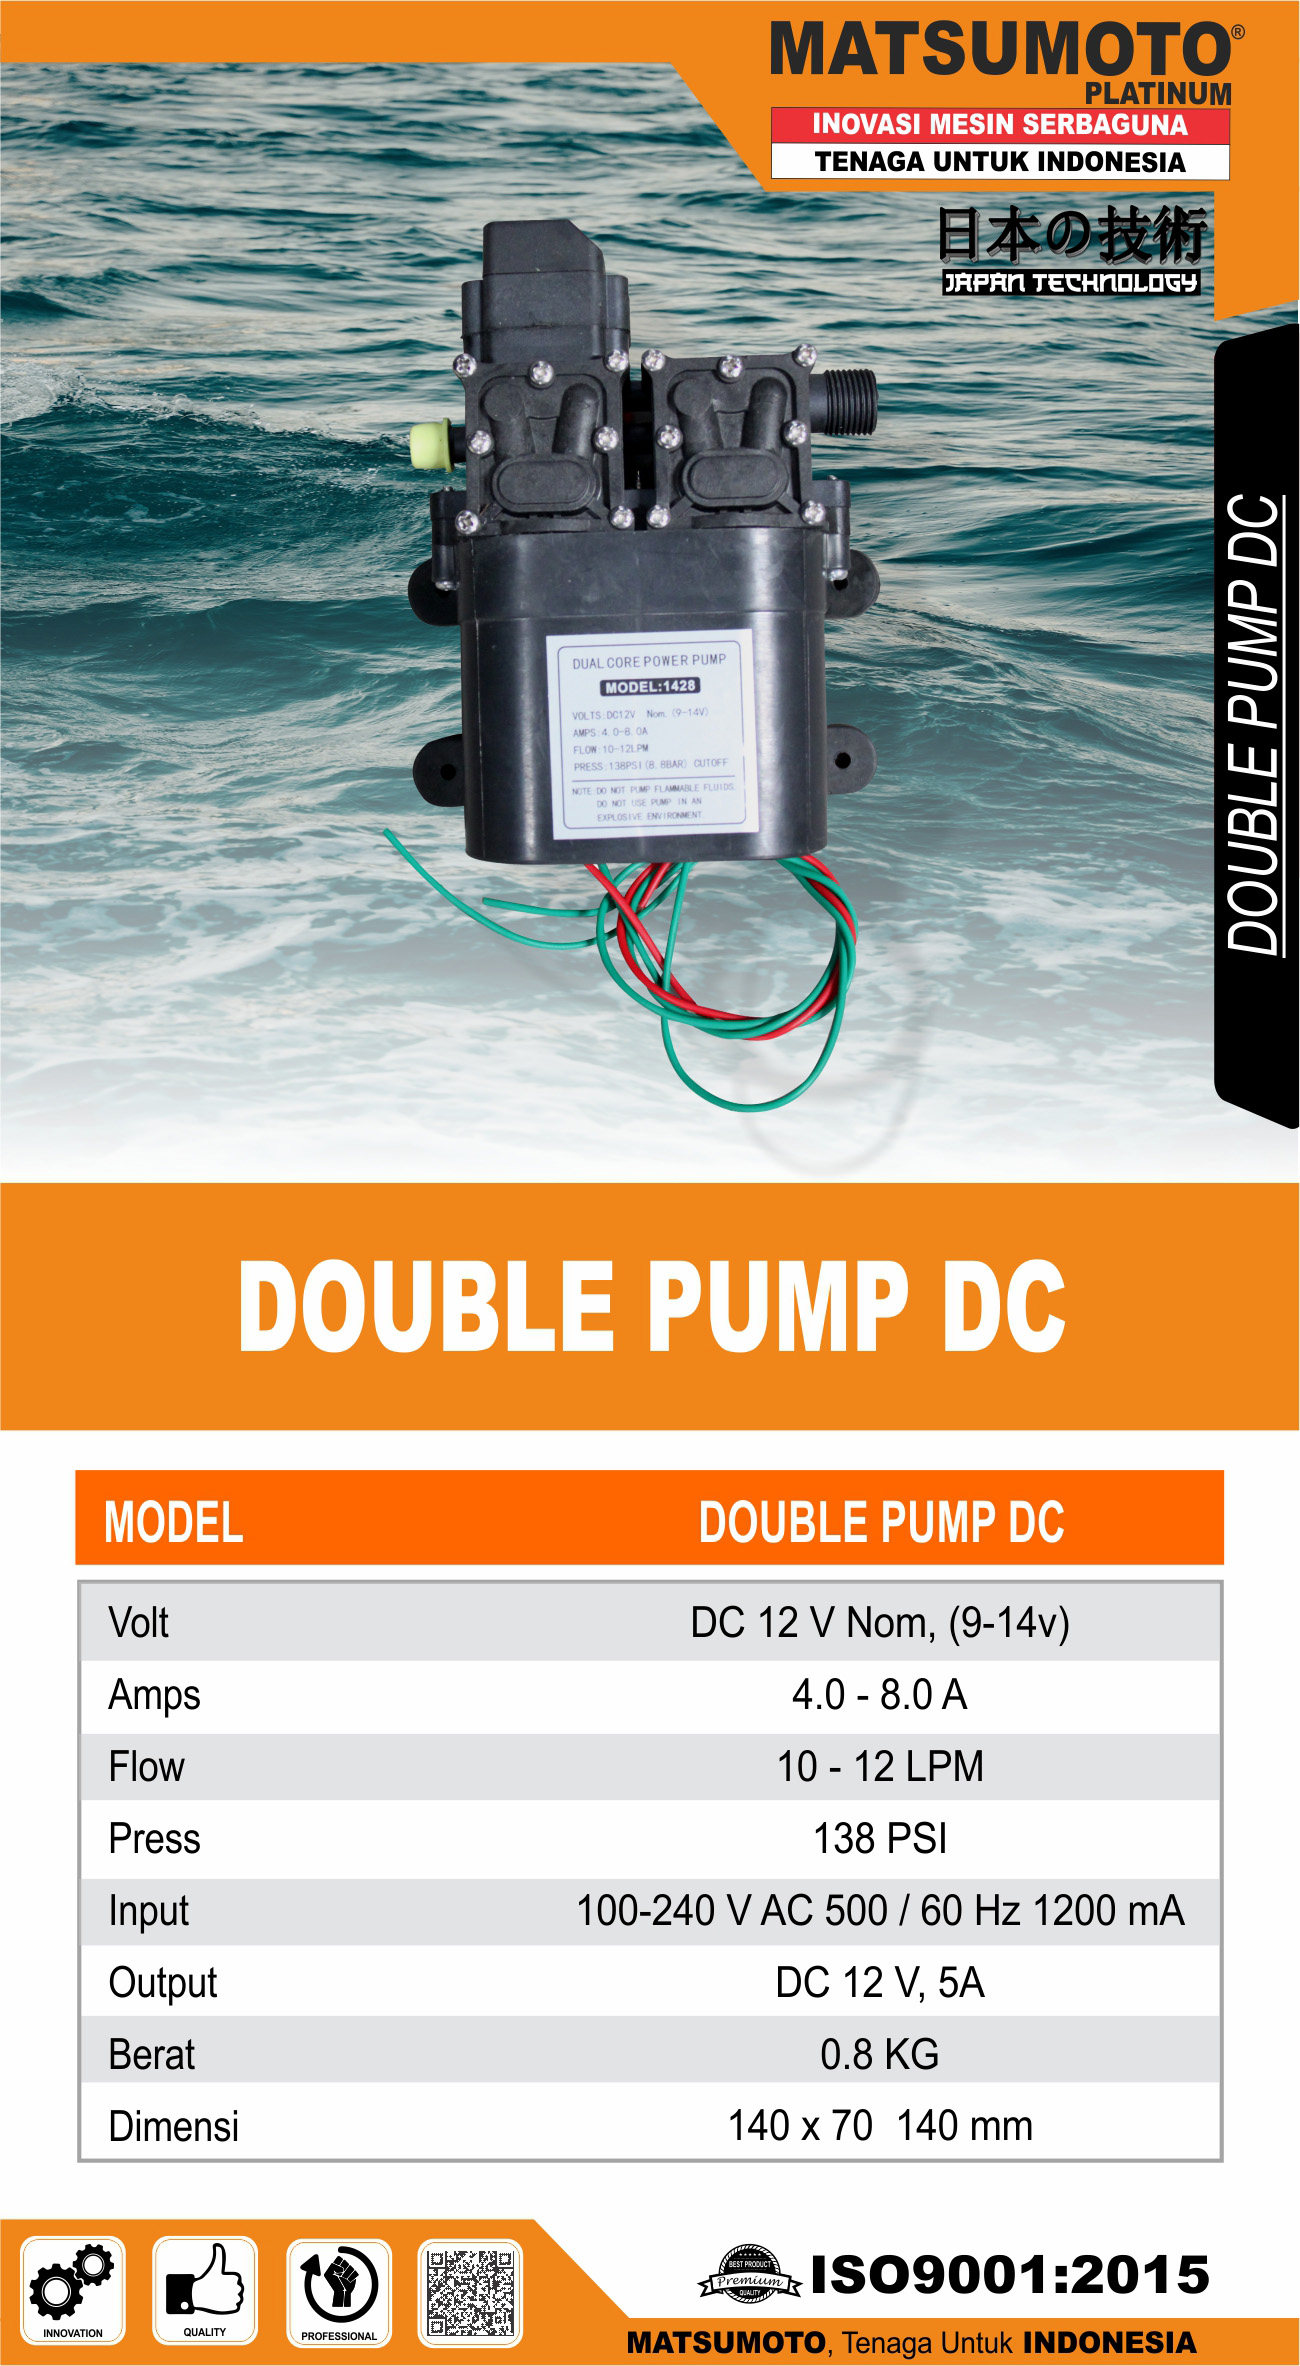 MATSUMOTO®
PLATINUM
INOVASI MESIN SERBAGUNA
TENAGA UNTUK INDONESIA
日本の技術
JAPAN TECHNOLOGY
DOUBLE PUMP DC
DUAL CORE POWER PUMP
MODEL:1428
VOLTS:DC12V Nom. (9-14V)
AMPS:4.0-8.0A
FLOW:10-12LPM
PRESS:138PSI(8.8BAR) CUTOFF
NOTE:DO NOT PUMP FLAMMABLE FLUIDS.
DO NOT USE PUMP IN AN
EXPLOSIVE ENVIRONMENT
DOUBLE PUMP DC
MODEL DOUBLE PUMP DC
Volt DC 12 V Nom, (9-14v)
Amps 4.0 - 8.0 A
Flow 10 - 12 LPM
Press 138 PSI
Input 100-240 V AC 500 / 60 Hz 1200 mA
Output DC 12 V, 5A
Berat 0.8 KG
Dimensi 140 x 70 140 mm
INNOVATION
QUALITY
PROFESSIONAL
BEST PRODUCT
Premium
QUALITY
ISO9001:2015
MATSUMOTO, Tenaga Untuk INDONESIA